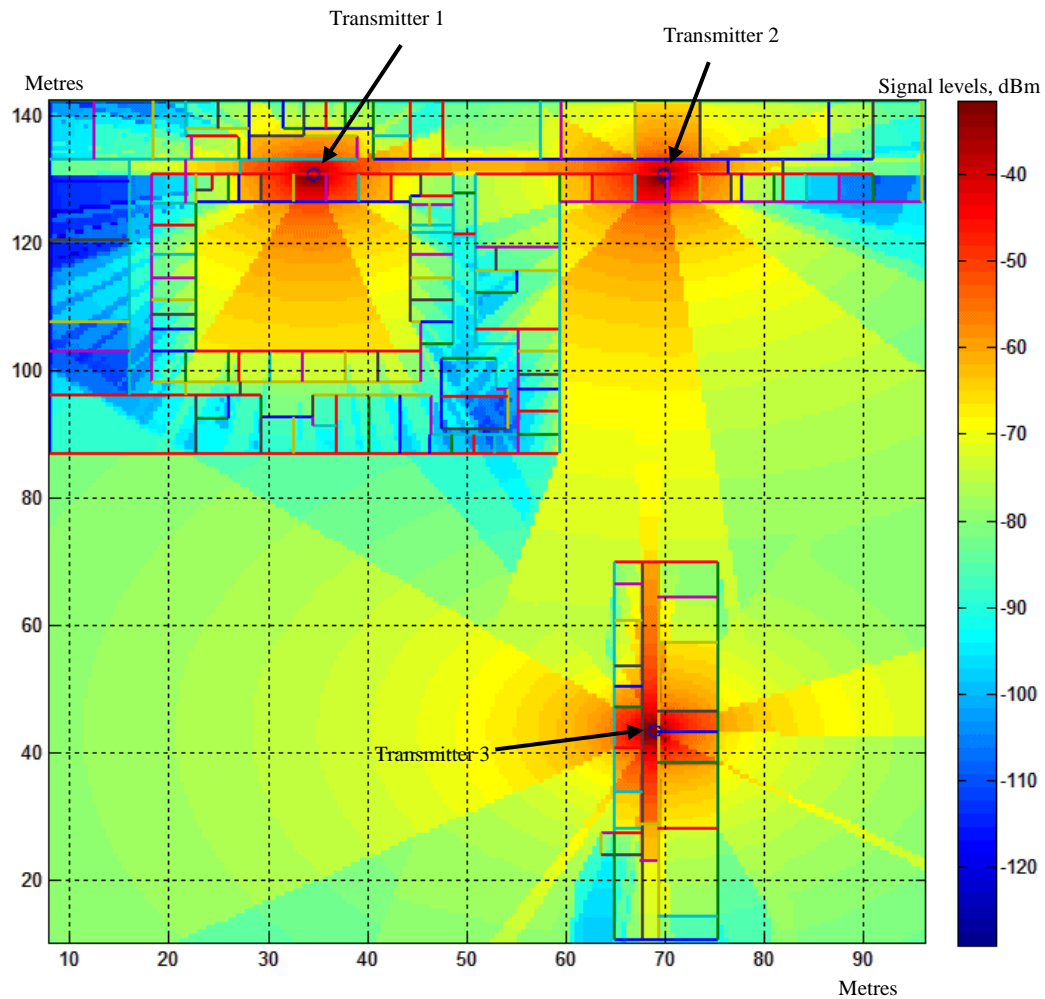 Transmitter 1
Transmitter 2
Metres
Signal levels, dBm
140
120
100
80
60
40
20
-40
-50
-60
-70
-80
-90
-100
-110
-120
Transmitter 3
10 20 30 40 50 60 70 80 90
Metres